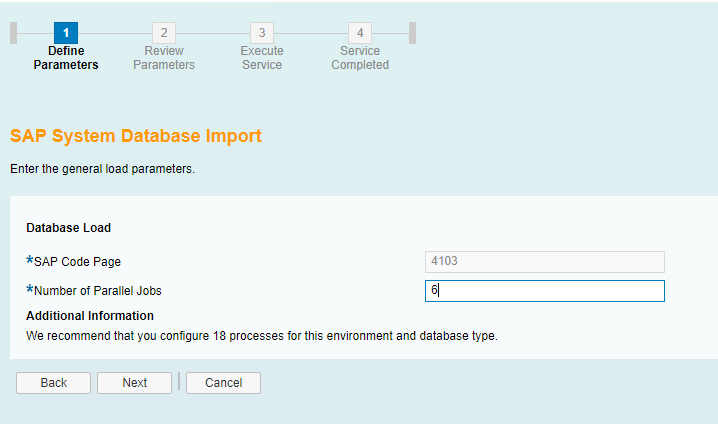 1 2 3 4
Define Review Execute Service
Parameters Parameters Service Completed
SAP System Database Import
Enter the general load parameters.
Database Load
*SAP Code Page 4103
*Number of Parallel Jobs 6
Additional Information
We recommend that you configure 18 processes for this environment and database type.
Back Next Cancel